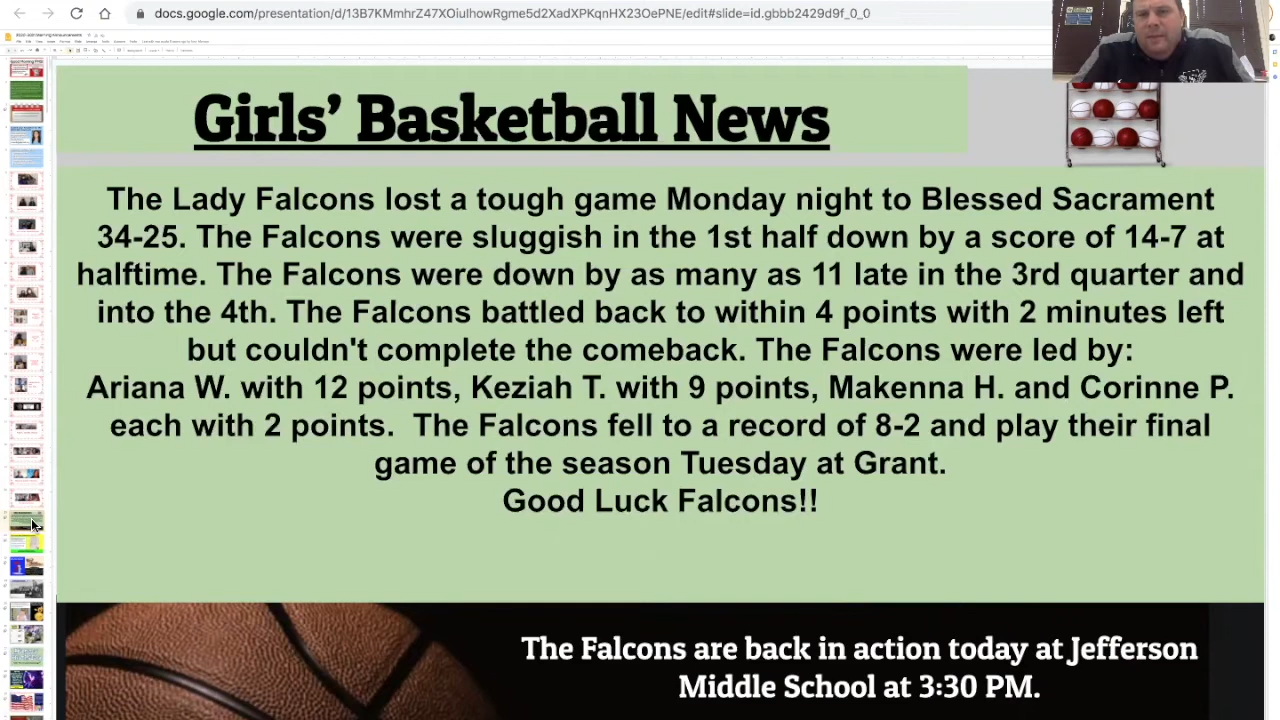 docs.google.com/presentation/d/13B7KMmhrZ47XOiulhowRgme5d2XadXPKqnHX23OePNE/edit#slide=id.gbbb2429d9f_0_0
Girls' Basketball News
The Lady Falcons lost a tough game Monday night to Blessed Sacrament
34-25. The Falcons were sluggish in the 1st half down by a score of 14-7 at
halftime. The Falcons were down by as many as 11 late in the 3rd quarter and
into the 4th. The Falcons battled back to within 4 points with 2 minutes left
but couldn't complete the comeback. The Falcons were led by:
Ariana W. with 12 points, Keziah T. with 9 points, Makenna H. and Corinne P.
each with 2 points. The Falcons fell to a record of 8-2 and play their final
game of the season Tuesday at Grant.
Good Luck Falcons!!
The Falcons are back in action today at Jefferson
Middle School at 3:30 PM.